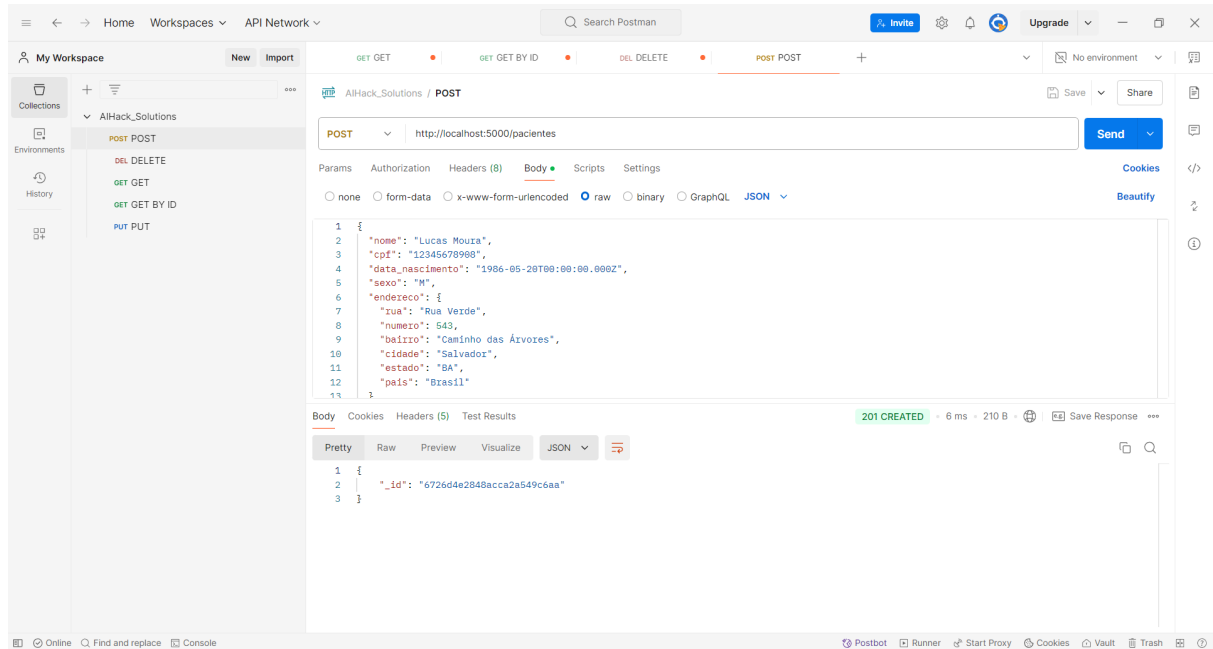 Home Workspaces API Network Search Postman Invite Upgrade
My Workspace New Import GET GET GET GET BY ID DEL DELETE POST POST No environment
Collections
Environments
History
AIHack_Solutions
POST POST
DEL DELETE
GET GET
GET GET BY ID
PUT PUT
HTTP AIHack_Solutions / POST Save Share
POST http://localhost:5000/pacientes Send
Params Authorization Headers (8) Body Scripts Settings Cookies
none form-data x-www-form-urlencoded raw binary GraphQL JSON Beautify
1 {
2 "nome": "Lucas Moura",
3 "cpf": "12345678908",
4 "data_nascimento": "1986-05-20T00:00:00.000Z",
5 "sexo": "M",
6 "endereco": {
7 "rua": "Rua Verde",
8 "numero": 543,
9 "bairro": "Caminho das Árvores",
10 "cidade": "Salvador",
11 "estado": "BA",
12 "pais": "Brasil"
13 }
Body Cookies Headers (5) Test Results 201 CREATED 6 ms 210 B e.g. Save Response
Pretty Raw Preview Visualize JSON
1 {
2 "_id": "6726d4e2848acca2a549c6aa"
3 }
Online Find and replace Console Postbot Runner Start Proxy Cookies Vault Trash